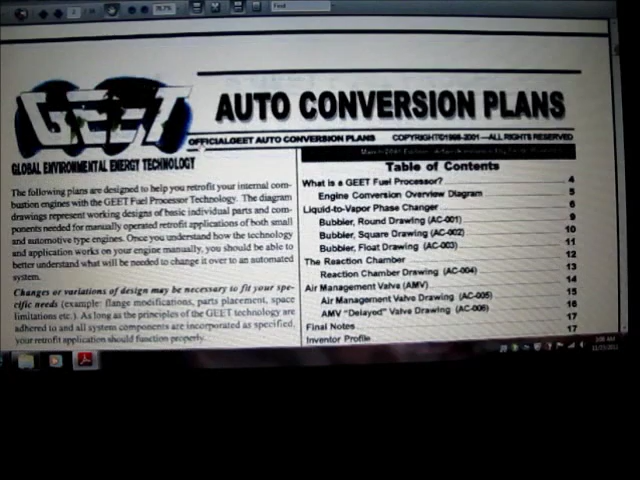 Find
GEET
AUTO CONVERSION PLANS
OFFICIAL GEET AUTO CONVERSION PLANS COPYRIGHT©1998-2001—ALL RIGHTS RESERVED
GLOBAL ENVIRONMENTAL ENERGY TECHNOLOGY
The following plans are designed to help you retrofit your internal com-
bustion engines with the GEET Fuel Processor Technology. The diagram
drawings represent working designs of basic individual parts and com-
ponents needed for manually operated retrofit applications of both small
and automotive type engines. Once you understand how the technology
and application works on your engine manually, you should be able to
better understand what will be needed to change it over to an automated
system.
Changes or variations of design may be necessary to fit your spe-
cific needs (example: flange modifications, parts placement, space
limitations etc.). As long as the principles of the GEET technology are
adhered to and all system components are incorporated as specified,
your retrofit application should function properly.
Table of Contents
What is a GEET Fuel Processor? 4
Engine Conversion Overview Diagram 5
Liquid-to-Vapor Phase Changer 6
Bubbler, Round Drawing (AC-001) 9
Bubbler, Square Drawing (AC-002) 10
Bubbler, Float Drawing (AC-003) 11
The Reaction Chamber 12
Reaction Chamber Drawing (AC-004) 13
Air Management Valve (AMV) 14
Air Management Valve Drawing (AC-005) 15
AMV "Delayed" Valve Drawing (AC-006) 16
Final Notes 17
Inventor Profile 17